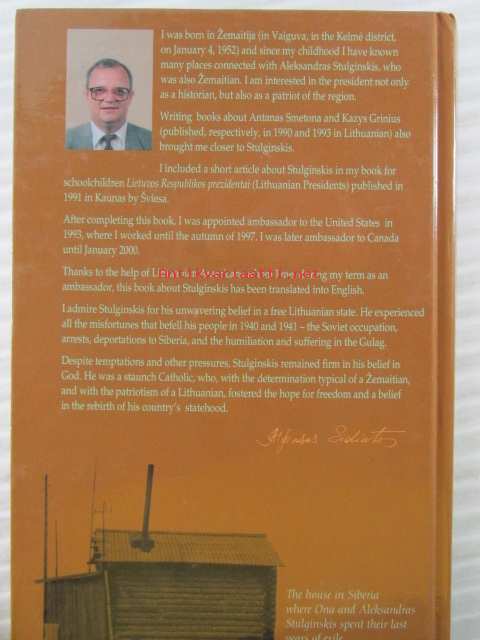 I was born in Žemaitija (in Vaiguva, in the Kelmė district,
on January 4, 1952) and since my childhood I have known
many places connected with Aleksandras Stulginskis, who
was also Žemaitian. I am interested in the president not only
as a historian, but also as a patriot of the region.
Writing books about Antanas Smetona and Kazys Grinius
(published, respectively, in 1990 and 1993 in Lithuanian) also
brought me closer to Stulginskis.
I included a short article about Stulginskis in my book for
schoolchildren Lietuvos Respublikos prezidentai (Lithuanian Presidents) published in
1991 in Kaunas by Šviesa.
After completing this book, I was appointed ambassador to the United States in
1993, where I worked until the autumn of 1997. I was later ambassador to Canada
until January 2000.
Thanks to the help of my term as an
ambassador, this book about Stulginskis has been translated into English.
I admire Stulginskis for his unwavering belief in a free Lithuanian state. He experienced
all the misfortunes that befell his people in 1940 and 1941 – the Soviet occupation,
arrests, deportations to Siberia, and the humiliation and suffering in the Gulag.
Despite temptations and other pressures, Stulginskis remained firm in his belief in
God. He was a staunch Catholic, who, with the determination typical of a Žemaitian,
and with the patriotism of a Lithuanian, fostered the hope for freedom and a belief
in the rebirth of his country's statehood.
The house in Siberia
where Ona and Aleksandras
Stulginskis spent their last
years of exile